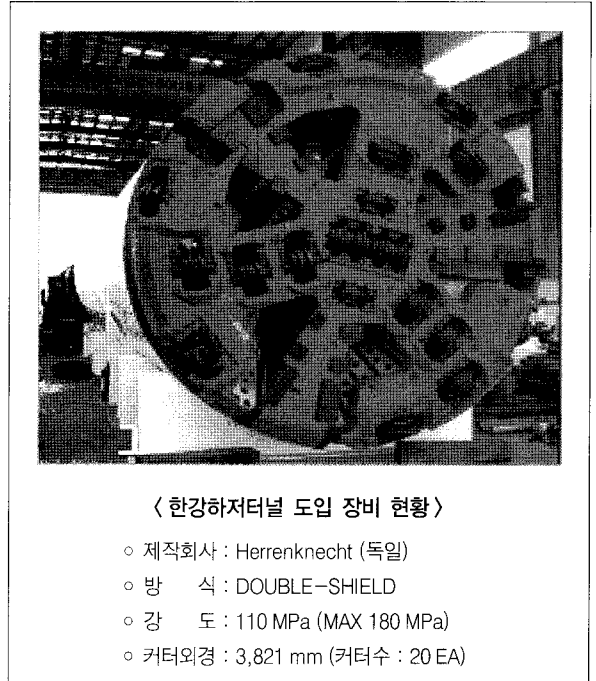 〈 한강하저터널 도입 장비 현황 〉
○ 제작회사 : Herrenknecht (독일)
○ 방 식 : DOUBLE-SHIELD
○ 강 도 : 110 MPa (MAX 180 MPa)
○ 커터외경 : 3,821 mm (커터수 : 20 EA)